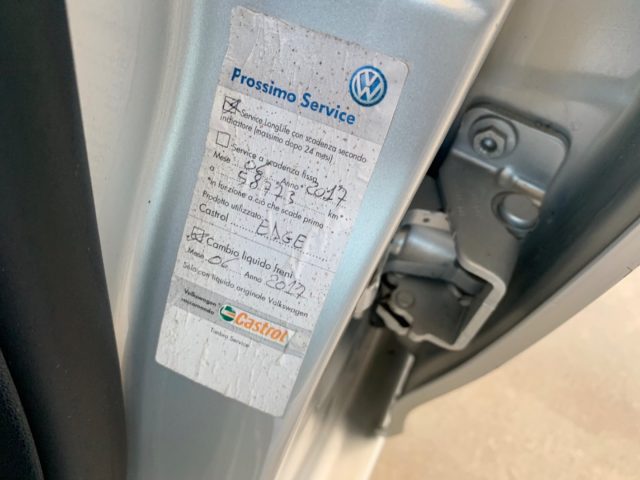 Prossimo Service
Service LongLife con scadenza secondo
indicatore (massimo dopo 24 mesi)
Service a scadenza fissa
Mese 06 Anno 2017
a 58723 km
in funzione a ciò che scade prima
Prodotto utilizzato:
Castrol EDGE
Cambio liquido freni
Mese 06 Anno 2017
Solo con liquido originale Volkswagen
Volkswagen
raccomanda Castrol
Timbro Service